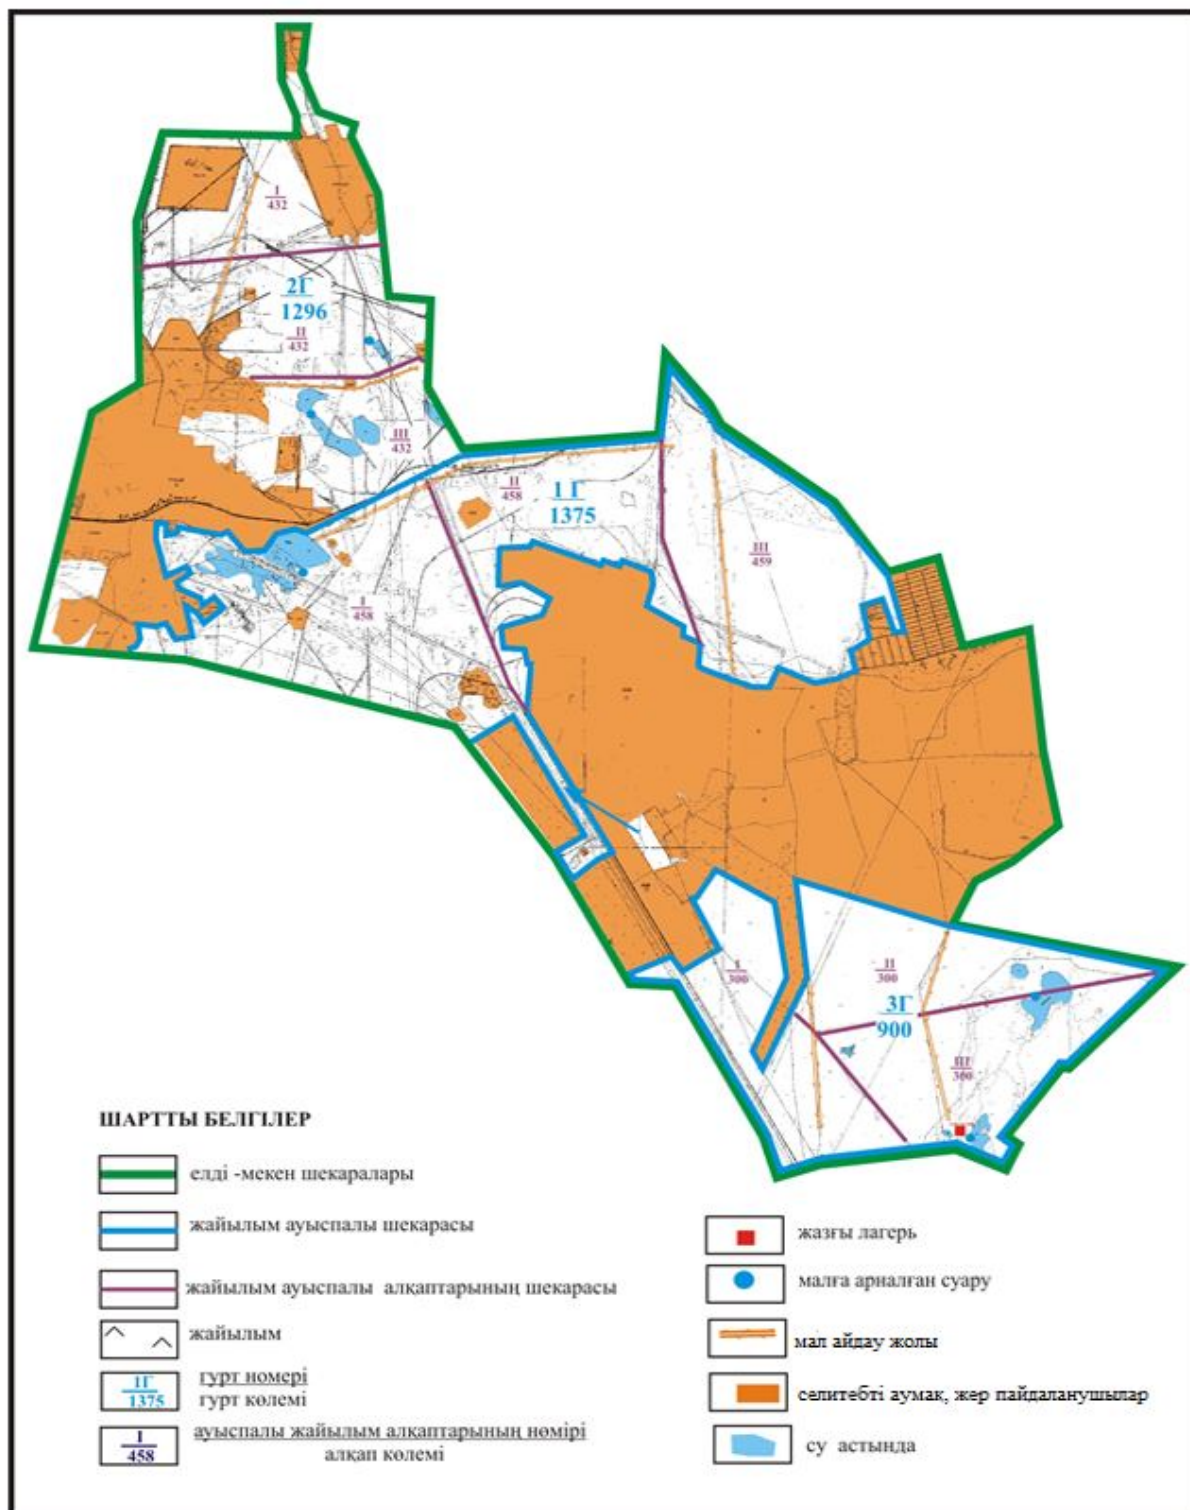 I
432
2Г
1296
II
432
III
432
II
458
1 Г
1375
III
459
I
458
I
300
II
300
3Г
900
III
300
ШАРТТЫ БЕЛГІЛЕР
елді -мекен шекаралары
жайылым ауыспалы шекарасы
жайылым ауыспалы алқаптарының шекарасы
жайылым
1Г
1375
гурт номері
гурт көлемі
I
458
ауыспалы жайылым алқаптарының нөмірі
алқап көлемі
жазғы лагерь
малға арналған суару
мал айдау жолы
селитебті аумақ, жер пайдаланушылар
су астында